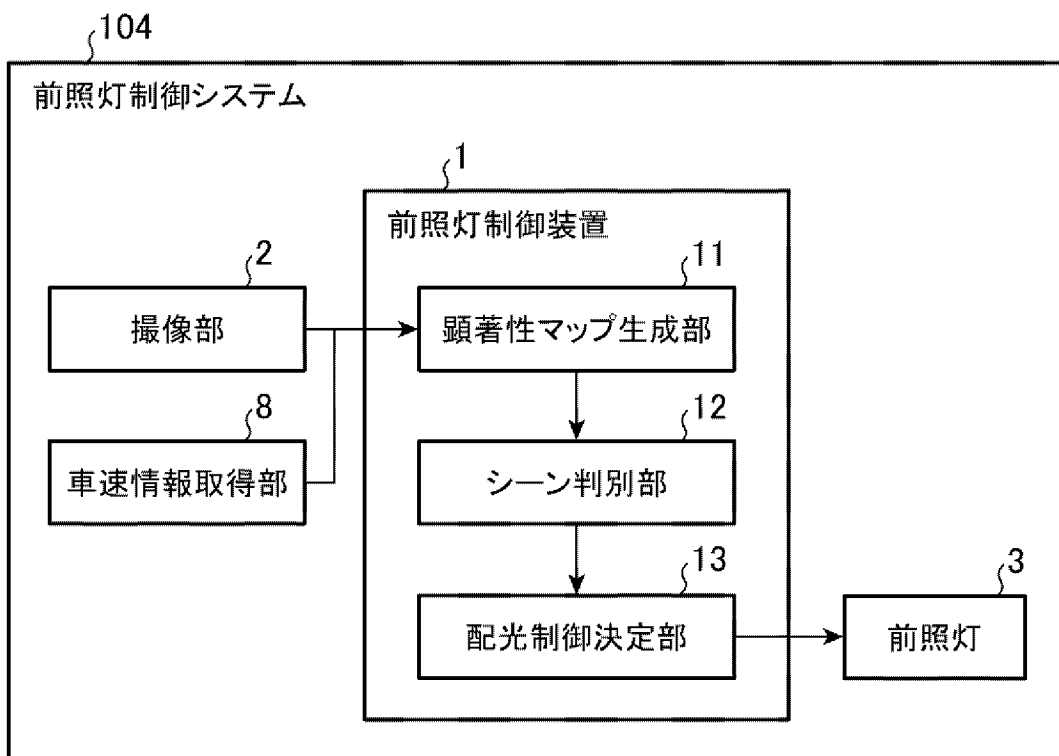 104
前照灯制御システム
1
前照灯制御装置
2
撮像部
11
顕著性マップ生成部
8
車速情報取得部
12
シーン判別部
13
配光制御決定部
3
前照灯